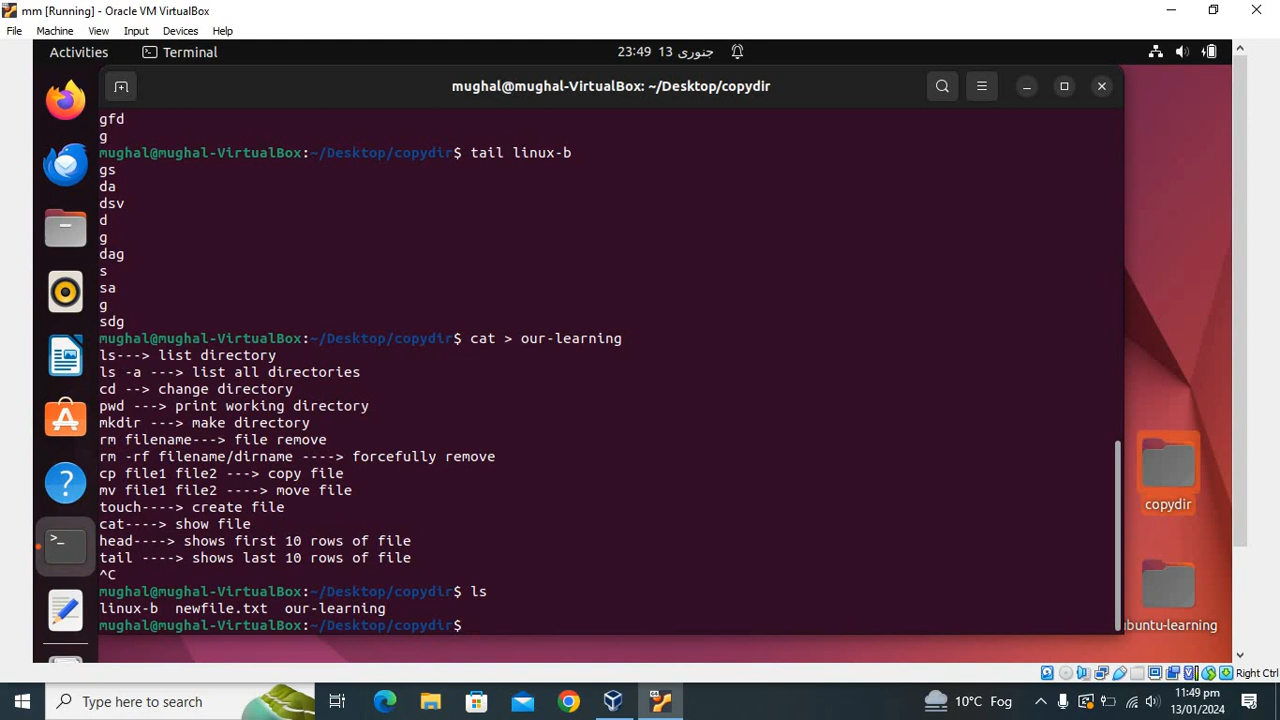 mm [Running] - Oracle VM VirtualBox
File Machine View Input Devices Help
Activities Terminal 23:49 13 جنوری
mughal@mughal-VirtualBox: ~/Desktop/copydir
gfd
g
mughal@mughal-VirtualBox:~/Desktop/copydir$ tail linux-b
gs
da
dsv
d
g
dag
s
sa
g
sdg
mughal@mughal-VirtualBox:~/Desktop/copydir$ cat > our-learning
ls---> list directory
ls -a ---> list all directories
cd --> change directory
pwd ---> print working directory
mkdir ---> make directory
rm filename---> file remove
rm -rf filename/dirname ----> forcefully remove
cp file1 file2 ---> copy file
mv file1 file2 ----> move file
touch----> create file
cat----> show file
head----> shows first 10 rows of file
tail ----> shows last 10 rows of file
^C
mughal@mughal-VirtualBox:~/Desktop/copydir$ ls
linux-b newfile.txt our-learning
mughal@mughal-VirtualBox:~/Desktop/copydir$
copydir
ubuntu-learning
Right Ctrl
Type here to search
10°C Fog
11:49 pm
13/01/2024